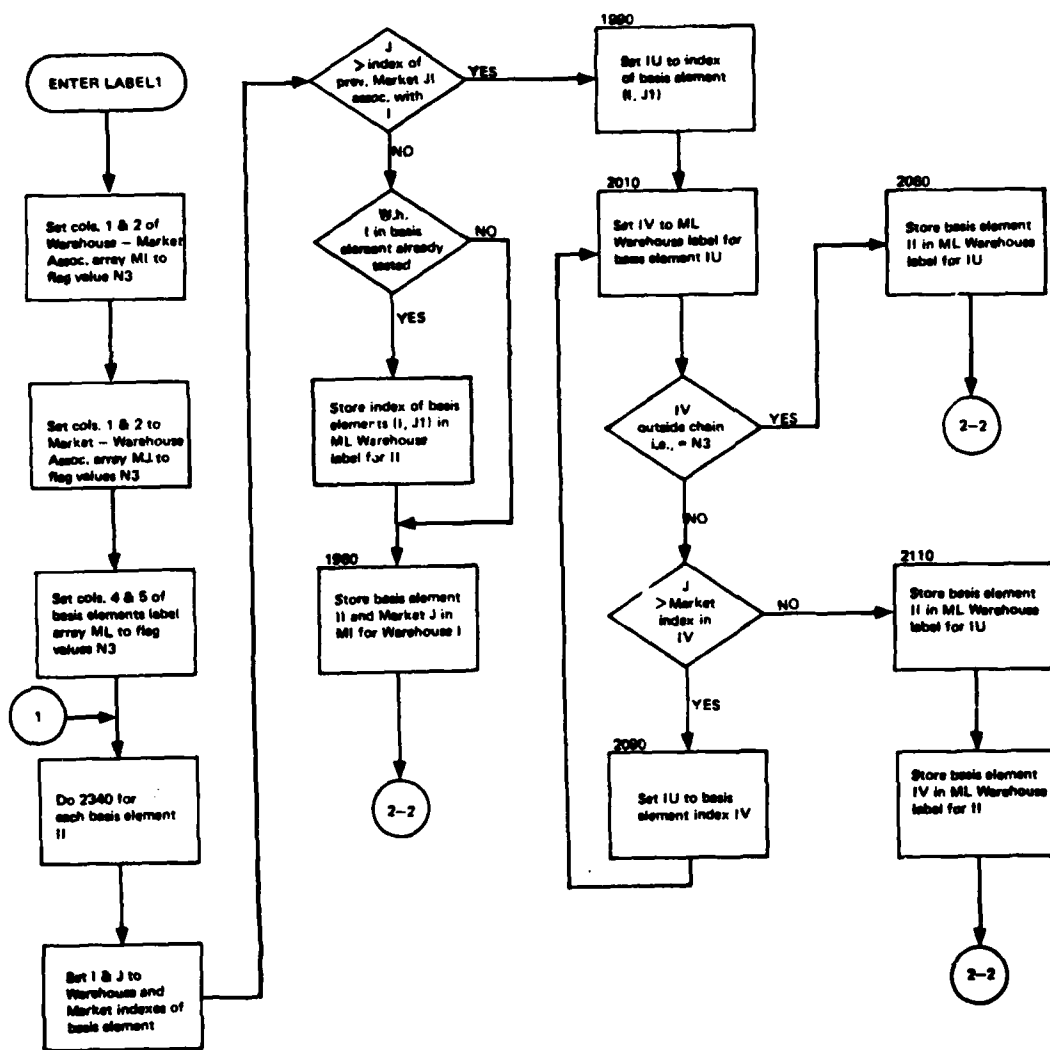 ENTER LABEL1
Set cols. 1 & 2 of
Warehouse – Market
Assoc. array MI to
flag value N3
Set cols. 1 & 2 to
Market – Warehouse
Assoc. array MJ to
flag values N3
Set cols. 4 & 5 of
basis elements label
array ML to flag
values N3
1
Do 2340 for
each basis element
II
Set I & J to
Warehouse and
Market indexes of
basis element
J
> index of
prev. Market J1
assoc. with
I
YES
NO
W.h.
I in basis
element already
tested
NO
YES
Store index of basis
elements (I, J1) in
ML Warehouse
label for II
1980
Store basis element
II and Market J in
MI for Warehouse I
2–2
1990
Set IU to index
of basis element
(I, J1)
2010
Set IV to ML
Warehouse label for
basis element IU
IV
outside chain
i.e., = N3
YES
NO
J
> Market
index in
IV
NO
YES
2090
Set IU to basis
element index IV
2060
Store basis element
II in ML Warehouse
label for IU
2–2
2110
Store basis element
II in ML Warehouse
label for IU
Store basis element
IV in ML Warehouse
label for II
2–2